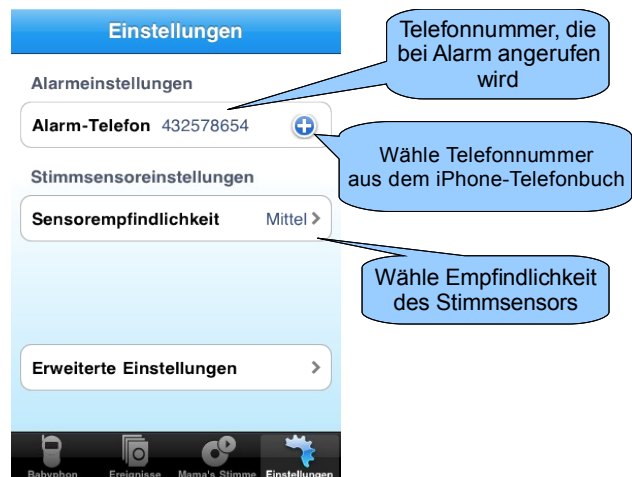 Einstellungen
Telefonnummer, die
bei Alarm angerufen
wird
Alarmeinstellungen
Alarm-Telefon 432578654
Wähle Telefonnummer
aus dem iPhone-Telefonbuch
Stimmsensoreinstellungen
Sensorempfindlichkeit Mittel
Wähle Empfindlichkeit
des Stimmsensors
Erweiterte Einstellungen
Babyphon Ereignisse Mama's Stimme Einstellungen